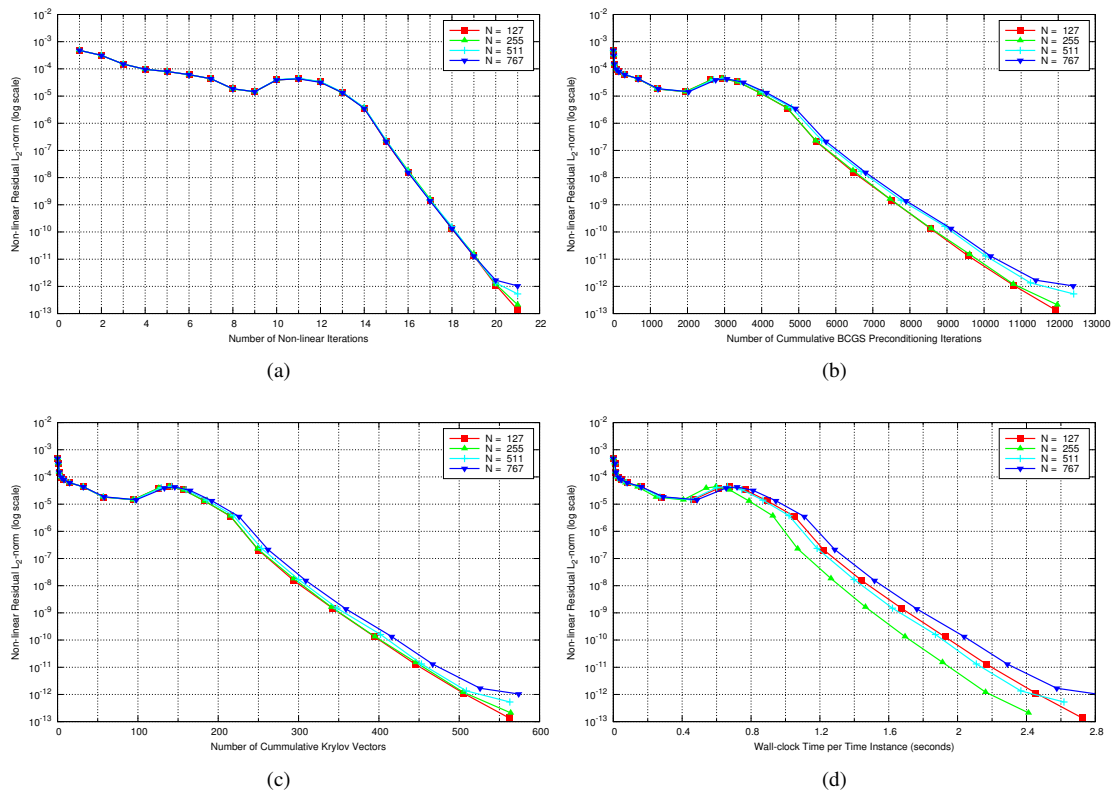 10^-2
10^-3
10^-4
10^-5
10^-6
10^-7
10^-8
10^-9
10^-10
10^-11
10^-12
10^-13
Non-linear Residual L_2-norm (log scale)
N = 127
N = 255
N = 511
N = 767
0 2 4 6 8 10 12 14 16 18 20 22
Number of Non-linear Iterations
(a)
10^-2
10^-3
10^-4
10^-5
10^-6
10^-7
10^-8
10^-9
10^-10
10^-11
10^-12
10^-13
Non-linear Residual L_2-norm (log scale)
N = 127
N = 255
N = 511
N = 767
0 1000 2000 3000 4000 5000 6000 7000 8000 9000 10000 11000 12000 13000
Number of Cummulative BCGS Preconditioning Iterations
(b)
10^-2
10^-3
10^-4
10^-5
10^-6
10^-7
10^-8
10^-9
10^-10
10^-11
10^-12
10^-13
Non-linear Residual L_2-norm (log scale)
N = 127
N = 255
N = 511
N = 767
0 100 200 300 400 500 600
Number of Cummulative Krylov Vectors
(c)
10^-2
10^-3
10^-4
10^-5
10^-6
10^-7
10^-8
10^-9
10^-10
10^-11
10^-12
10^-13
Non-linear Residual L_2-norm (log scale)
N = 127
N = 255
N = 511
N = 767
0 0.4 0.8 1.2 1.6 2 2.4 2.8
Wall-clock Time per Time Instance (seconds)
(d)